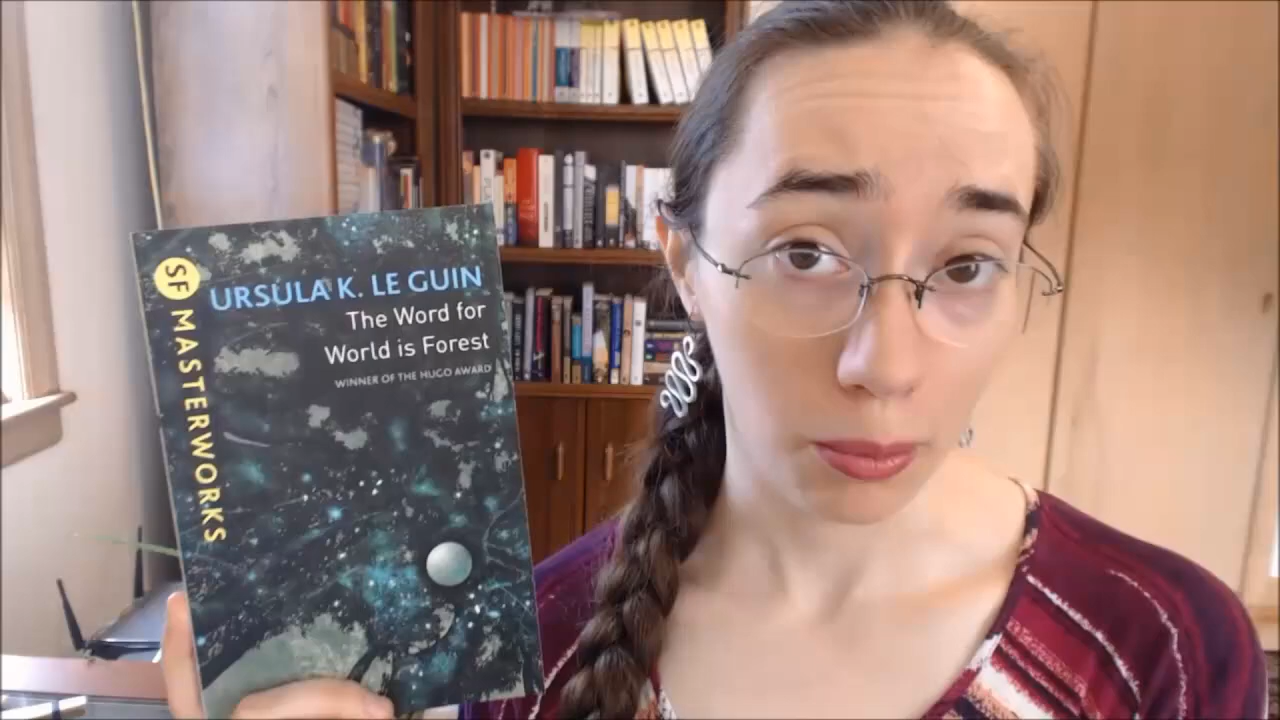 SF MASTERWORKS
URSULA K. LE GUIN
The Word for
World is Forest
WINNER OF THE HUGO AWARD